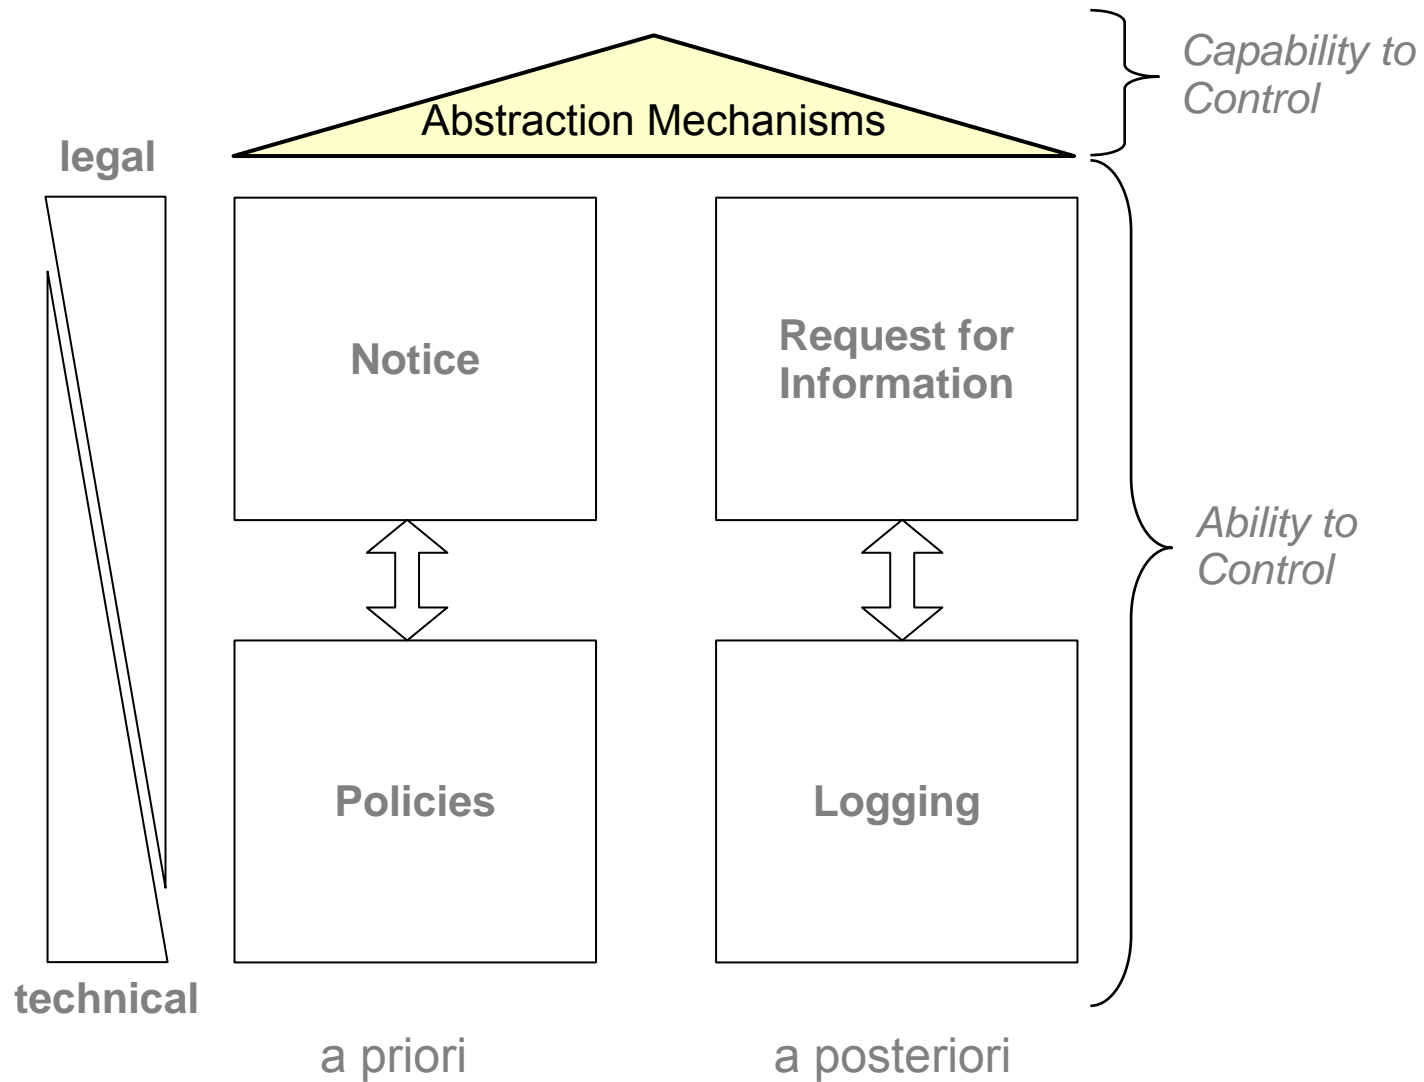 Capability to
Control
Abstraction Mechanisms
legal
Notice
Request for
Information
Ability to
Control
Policies
Logging
technical
a priori
a posteriori